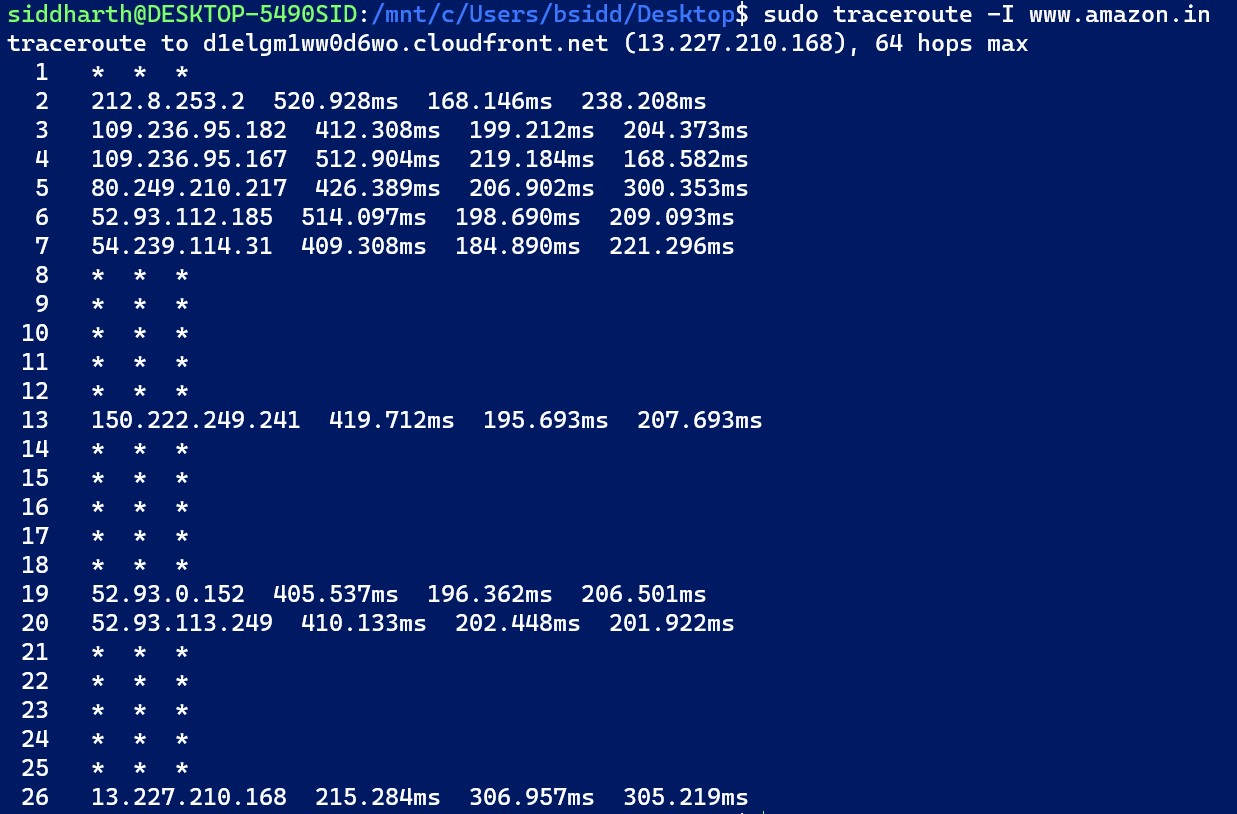 siddharth@DESKTOP-5490SID:/mnt/c/Users/bsidd/Desktop$ sudo traceroute -I www.amazon.in
traceroute to d1elgm1ww0d6wo.cloudfront.net (13.227.210.168), 64 hops max
1 * * *
2 212.8.253.2 520.928ms 168.146ms 238.208ms
3 109.236.95.182 412.308ms 199.212ms 204.373ms
4 109.236.95.167 512.904ms 219.184ms 168.582ms
5 80.249.210.217 426.389ms 206.902ms 300.353ms
6 52.93.112.185 514.097ms 198.690ms 209.093ms
7 54.239.114.31 409.308ms 184.890ms 221.296ms
8 * * *
9 * * *
10 * * *
11 * * *
12 * * *
13 150.222.249.241 419.712ms 195.693ms 207.693ms
14 * * *
15 * * *
16 * * *
17 * * *
18 * * *
19 52.93.0.152 405.537ms 196.362ms 206.501ms
20 52.93.113.249 410.133ms 202.448ms 201.922ms
21 * * *
22 * * *
23 * * *
24 * * *
25 * * *
26 13.227.210.168 215.284ms 306.957ms 305.219ms